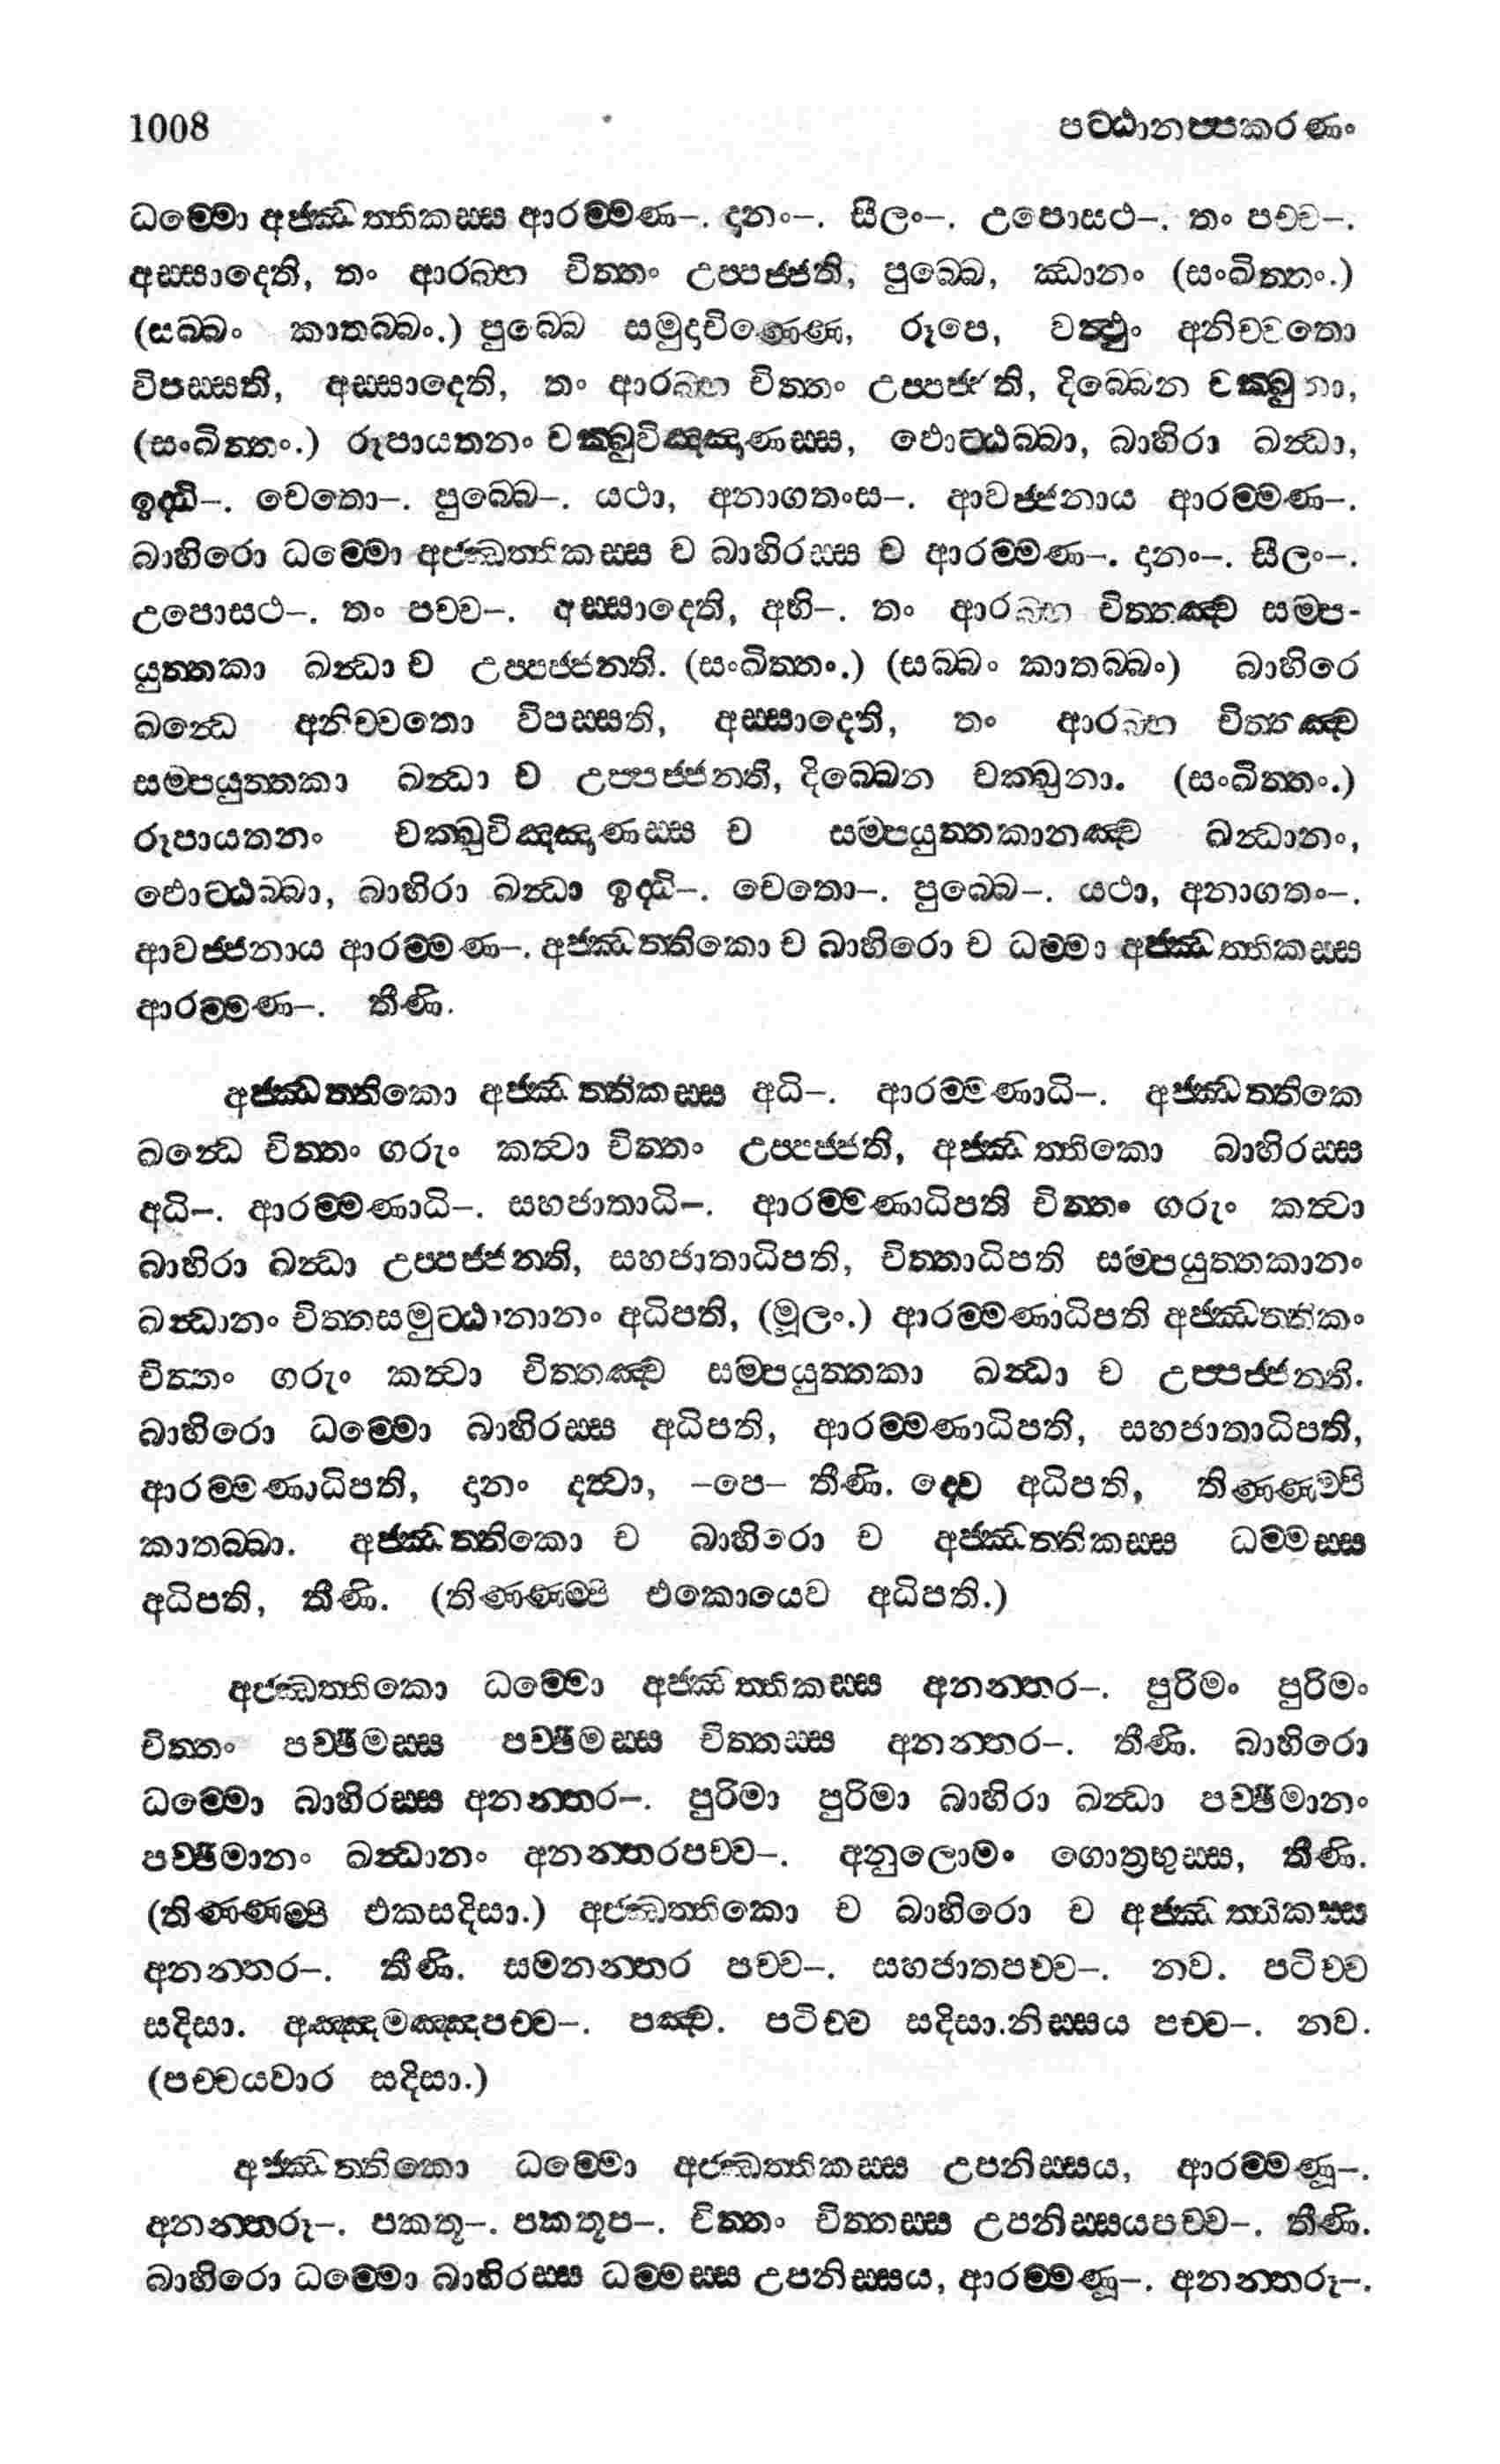 1008 පට්ඨානප්පකරණං
ධම්මො අජ්ඣත්තිකස්ස ආරම්මණ–. දානං–. සීලං–. උපොසථ–. තං පච්ච–.
අස්සාදෙති, තං ආරබ්භ චිත්තං උප්පජ්ජති, පුබ්බෙ, ඣානං (සංඛිත්තං.)
(සබ්බං කාතබ්බං.) පුබ්බෙ සමුදාචිණ්ණෙ, රූපෙ, වත්ථුං අනිච්චතො
විපස්සති, අස්සාදෙති, තං ආරබ්භ චිත්තං උප්පජ්ජති, දිබ්බෙන චක්ඛුනා,
(සංඛිත්තං.) රූපායතනං චක්ඛුවිඤ්ඤාණස්ස, ඵොට්ඨබ්බා, බාහිරා ඛන්ධා,
ඉද්ධි–. චෙතො–. පුබ්බෙ–. යථා, අනාගතංස–. ආවජ්ජනාය ආරම්මණ–.
බාහිරො ධම්මො අජ්ඣත්තිකස්ස ච බාහිරස්ස ච ආරම්මණ–. දානං–. සීලං–.
උපොසථ–. තං පච්ච–. අස්සාදෙති, අභි–. තං ආරබ්භ චිත්තඤ්ච සම්ප-
යුත්තකා ඛන්ධා ච උප්පජ්ජන්ති. (සංඛිත්තං.) (සබ්බං කාතබ්බං) බාහිරෙ
ඛන්ධෙ අනිච්චතො විපස්සති, අස්සාදෙති, තං ආරබ්භ චිත්තඤ්ච
සම්පයුත්තකා ඛන්ධා ච උප්පජ්ජන්ති, දිබ්බෙන චක්ඛුනා. (සංඛිත්තං.)
රූපායතනං චක්ඛුවිඤ්ඤාණස්ස ච සම්පයුත්තකානඤ්ච ඛන්ධානං,
ඵොට්ඨබ්බා, බාහිරා ඛන්ධා ඉද්ධි–. චෙතො–. පුබ්බෙ–. යථා, අනාගතං–.
ආවජ්ජනාය ආරම්මණ–. අජ්ඣත්තිකො ච බාහිරො ච ධම්මා අජ්ඣත්තිකස්ස
ආරම්මණ–. තීණි.
අජ්ඣත්තිකො අජ්ඣත්තිකස්ස අධි–. ආරම්මණාධි–. අජ්ඣත්තිකෙ
ඛන්ධෙ චිත්තං ගරුං කත්වා චිත්තං උප්පජ්ජති, අජ්ඣත්තිකො බාහිරස්ස
අධි–. ආරම්මණාධි–. සහජාතාධි–. ආරම්මණාධිපති චිත්තං ගරුං කත්වා
බාහිරා ඛන්ධා උප්පජ්ජන්ති, සහජාතාධිපති, චිත්තාධිපති සම්පයුත්තකානං
ඛන්ධානං චිත්තසමුට්ඨානානං අධිපති, (මූලං.) ආරම්මණාධිපති අජ්ඣත්තිකං
චිත්තං ගරුං කත්වා චිත්තඤ්ච සම්පයුත්තකා ඛන්ධා ච උප්පජ්ජන්ති.
බාහිරො ධම්මො බාහිරස්ස අධිපති, ආරම්මණාධිපති, සහජාතාධිපති,
ආරම්මණාධිපති, දානං දත්වා, –පෙ– තීණි. ද්වෙ අධිපති, තිණ්ණම්පි
කාතබ්බා. අජ්ඣත්තිකො ච බාහිරො ච අජ්ඣත්තිකස්ස ධම්මස්ස
අධිපති, තීණි. (තිණ්ණම්පි එකොයෙව අධිපති.)
අජ්ඣත්තිකො ධම්මො අජ්ඣත්තිකස්ස අනන්තර–. පුරිමං පුරිමං
චිත්තං පච්ඡිමස්ස පච්ඡිමස්ස චිත්තස්ස අනන්තර–. තීණි. බාහිරො
ධම්මො බාහිරස්ස අනන්තර–. පුරිමා පුරිමා බාහිරා ඛන්ධා පච්ඡිමානං
පච්ඡිමානං ඛන්ධානං අනන්තරපච්ච–. අනුලොමං ගොත්‍රභුස්ස, තීණි.
(තිණ්ණම්පි එකසදිසා.) අජ්ඣත්තිකො ච බාහිරො ච අජ්ඣත්තිකස්ස
අනන්තර–. තීණි. සමනන්තර පච්ච–. සහජාතපච්ච–. නව. පටිච්ච
සදිසා. අඤ්ඤමඤ්ඤපච්ච–. පඤ්ච. පටිච්ච සදිසා.නිස්සය පච්ච–. නව.
(පච්චයවාර සදිසා.)
අජ්ඣත්තිකො ධම්මො අජ්ඣත්තිකස්ස උපනිස්සය, ආරම්මණූ–.
අනන්තරූ–. පකතූ–. පකතූප–. චිත්තං චිත්තස්ස උපනිස්සයපච්ච–. තීණි.
බාහිරො ධම්මො බාහිරස්ස ධම්මස්ස උපනිස්සය, ආරම්මණූ–. අනන්තරූ–.